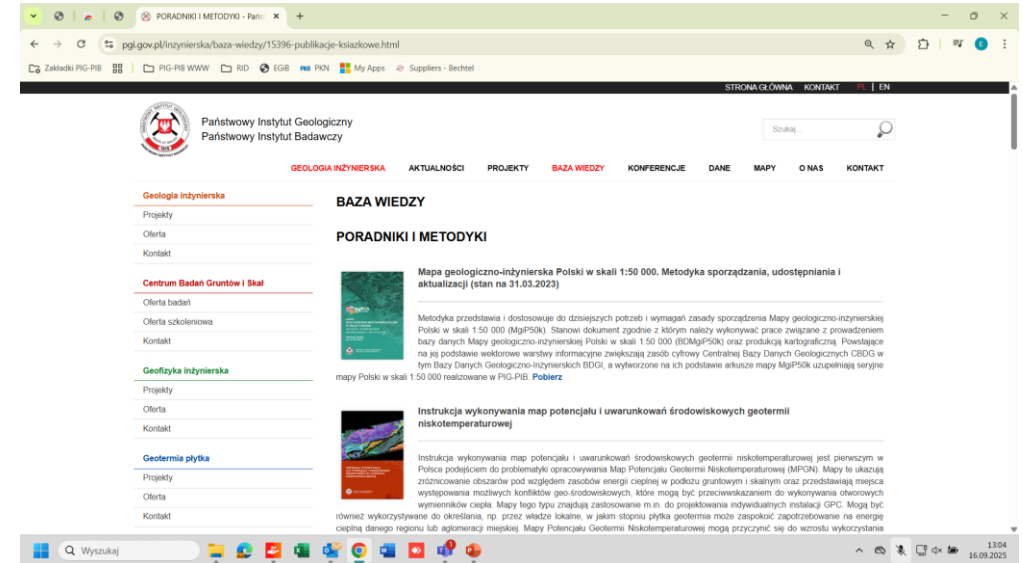 PORADNIKI I METODYKI - Pańs
pgi.gov.pl/inzynierska/baza-wiedzy/15396-publikacje-ksiazkowe.html
Zakładki PIG-PIB
PIG-PIB WWW
RID
EGiB
PKN
My Apps
Suppliers - Bechtel
STRONA GŁÓWNA KONTAKT PL | EN
Państwowy Instytut Geologiczny
Państwowy Instytut Badawczy
Szukaj...
GEOLOGIA INŻYNIERSKA AKTUALNOŚCI PROJEKTY BAZA WIEDZY KONFERENCJE DANE MAPY O NAS KONTAKT
Geologia inżynierska
Projekty
Oferta
Kontakt
Centrum Badań Gruntów i Skał
Oferta badań
Oferta szkoleniowa
Kontakt
Geofizyka inżynierska
Projekty
Oferta
Kontakt
Geotermia płytka
Projekty
Oferta
Kontakt
BAZA WIEDZY
PORADNIKI I METODYKI
Mapa geologiczno-inżynierska Polski w skali 1:50 000. Metodyka sporządzania, udostępniania i
aktualizacji (stan na 31.03.2023)
Metodyka przedstawia i dostosowuje do dzisiejszych potrzeb i wymagań zasady sporządzenia Mapy geologiczno-inżynierskiej
Polski w skali 1:50 000 (MgiP50k). Stanowi dokument zgodnie z którym należy wykonywać prace związane z prowadzeniem
bazy danych Mapy geologiczno-inżynierskiej Polski w skali 1:50 000 (BDMgiP50k) oraz produkcją kartograficzną. Powstające
na jej podstawie wektorowe warstwy informacyjne zwiększają zasób cyfrowy Centralnej Bazy Danych Geologicznych CBDG w
tym Bazy Danych Geologiczno-Inżynierskich BDGI, a wytworzone na ich podstawie arkusze mapy MgiP50k uzupełniają seryjne
mapy Polski w skali 1:50 000 realizowane w PIG-PIB. Pobierz
Instrukcja wykonywania map potencjału i uwarunkowań środowiskowych geotermii
niskotemperaturowej
Instrukcja wykonywania map potencjału i uwarunkowań środowiskowych geotermii niskotemperaturowej jest pierwszym w
Polsce podejściem do problematyki opracowywania Map Potencjału Geotermii Niskotemperaturowej (MPGN). Mapy te ukazują
zróżnicowanie obszarów pod względem zasobów energii cieplnej w podłożu gruntowym i skalnym oraz przedstawiają miejsca
występowania możliwych konfliktów geo-środowiskowych, które mogą być przeciwwskazaniem do wykonywania otworowych
wymienników ciepła. Mapy tego typu znajdują zastosowanie m.in. do projektowania indywidualnych instalacji GPC. Mogą być
również wykorzystywane do określania, np. przez władze lokalne, w jakim stopniu płytka geotermia może zaspokoić zapotrzebowanie na energię
cieplną danego regionu lub aglomeracji miejskiej. Mapy Potencjału Geotermii Niskotemperaturowej mogą przyczynić się do wzrostu wykorzystania
Wyszukaj
13:04
16.09.2025